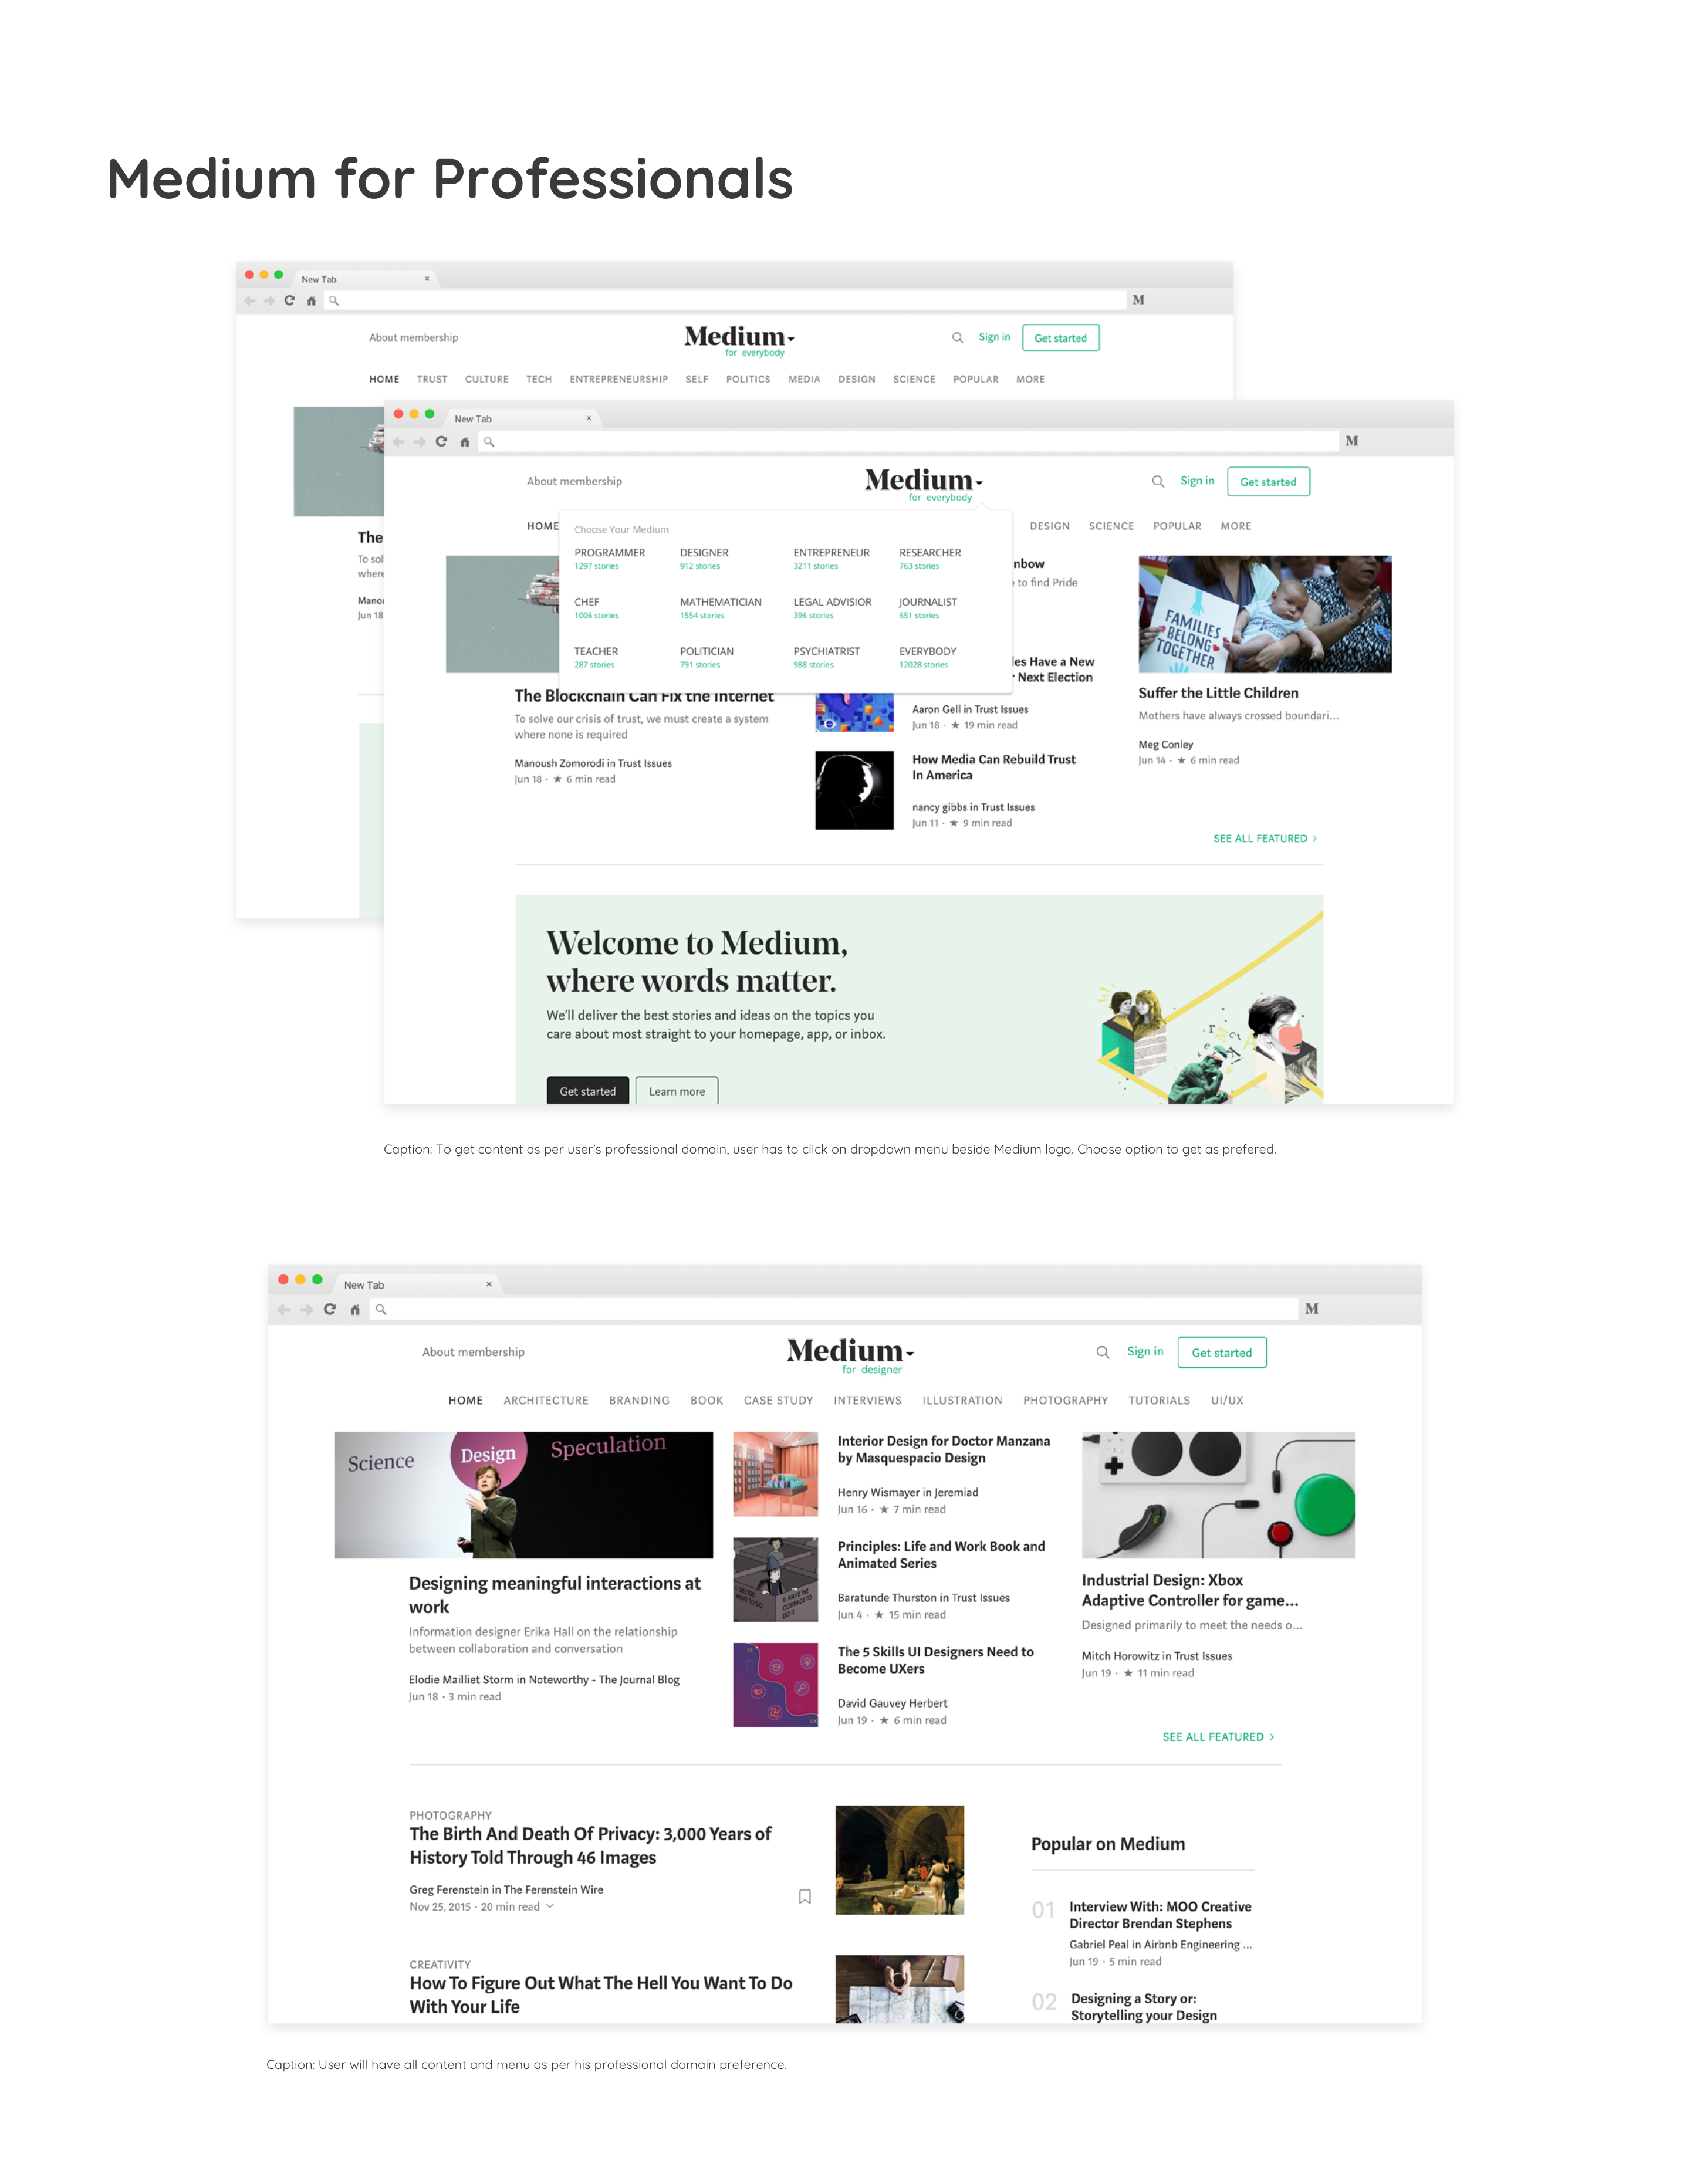 Medium for Professionals
New Tab
M
About membership
Medium
for everybody
Sign in
Get started
HOME TRUST CULTURE TECH ENTREPRENEURSHIP SELF POLITICS MEDIA DESIGN SCIENCE POPULAR MORE
The
To sol
where
Manou
Jun 18
New Tab
M
About membership
Medium
for everybody
Sign in
Get started
HOME
DESIGN SCIENCE POPULAR MORE
Choose Your Medium
PROGRAMMER DESIGNER ENTREPRENEUR RESEARCHER
1297 stories 912 stories 3211 stories 763 stories
CHEF MATHEMATICIAN LEGAL ADVISIOR JOURNALIST
1006 stories 1554 stories 396 stories 651 stories
TEACHER POLITICIAN PSYCHIATRIST EVERYBODY
287 stories 791 stories 988 stories 12028 stories
The Blockchain Can Fix the Internet
To solve our crisis of trust, we must create a system
where none is required
Manoush Zomorodi in Trust Issues
Jun 18 · ★ 6 min read
nbow
to find Pride
les Have a New
Next Election
Aaron Gell in Trust Issues
Jun 18 · ★ 19 min read
How Media Can Rebuild Trust
In America
nancy gibbs in Trust Issues
Jun 11 · ★ 9 min read
FAMILIES
BELONG
TOGETHER
Suffer the Little Children
Mothers have always crossed boundari...
Meg Conley
Jun 14 · ★ 6 min read
SEE ALL FEATURED >
Welcome to Medium,
where words matter.
We'll deliver the best stories and ideas on the topics you
care about most straight to your homepage, app, or inbox.
Get started
Learn more
Caption: To get content as per user's professional domain, user has to click on dropdown menu beside Medium logo. Choose option to get as prefered.
New Tab
M
About membership
Medium
for designer
Sign in
Get started
HOME ARCHITECTURE BRANDING BOOK CASE STUDY INTERVIEWS ILLUSTRATION PHOTOGRAPHY TUTORIALS UI/UX
Science
Design
Speculation
Designing meaningful interactions at
work
Information designer Erika Hall on the relationship
between collaboration and conversation
Elodie Mailliet Storm in Noteworthy - The Journal Blog
Jun 18 · 3 min read
Interior Design for Doctor Manzana
by Masquespacio Design
Henry Wismayer in Jeremiad
Jun 16 · ★ 7 min read
Principles: Life and Work Book and
Animated Series
Baratunde Thurston in Trust Issues
Jun 4 · ★ 15 min read
The 5 Skills UI Designers Need to
Become UXers
David Gauvey Herbert
Jun 19 · ★ 6 min read
Industrial Design: Xbox
Adaptive Controller for game...
Designed primarily to meet the needs o...
Mitch Horowitz in Trust Issues
Jun 19 · ★ 11 min read
SEE ALL FEATURED >
PHOTOGRAPHY
The Birth And Death Of Privacy: 3,000 Years of
History Told Through 46 Images
Greg Ferenstein in The Ferenstein Wire
Nov 25, 2015 · 20 min read
CREATIVITY
How To Figure Out What The Hell You Want To Do
With Your Life
Popular on Medium
01
Interview With: MOO Creative
Director Brendan Stephens
Gabriel Peal in Airbnb Engineering ...
Jun 19 · 5 min read
02
Designing a Story or:
Storytelling your Design
Caption: User will have all content and menu as per his professional domain preference.